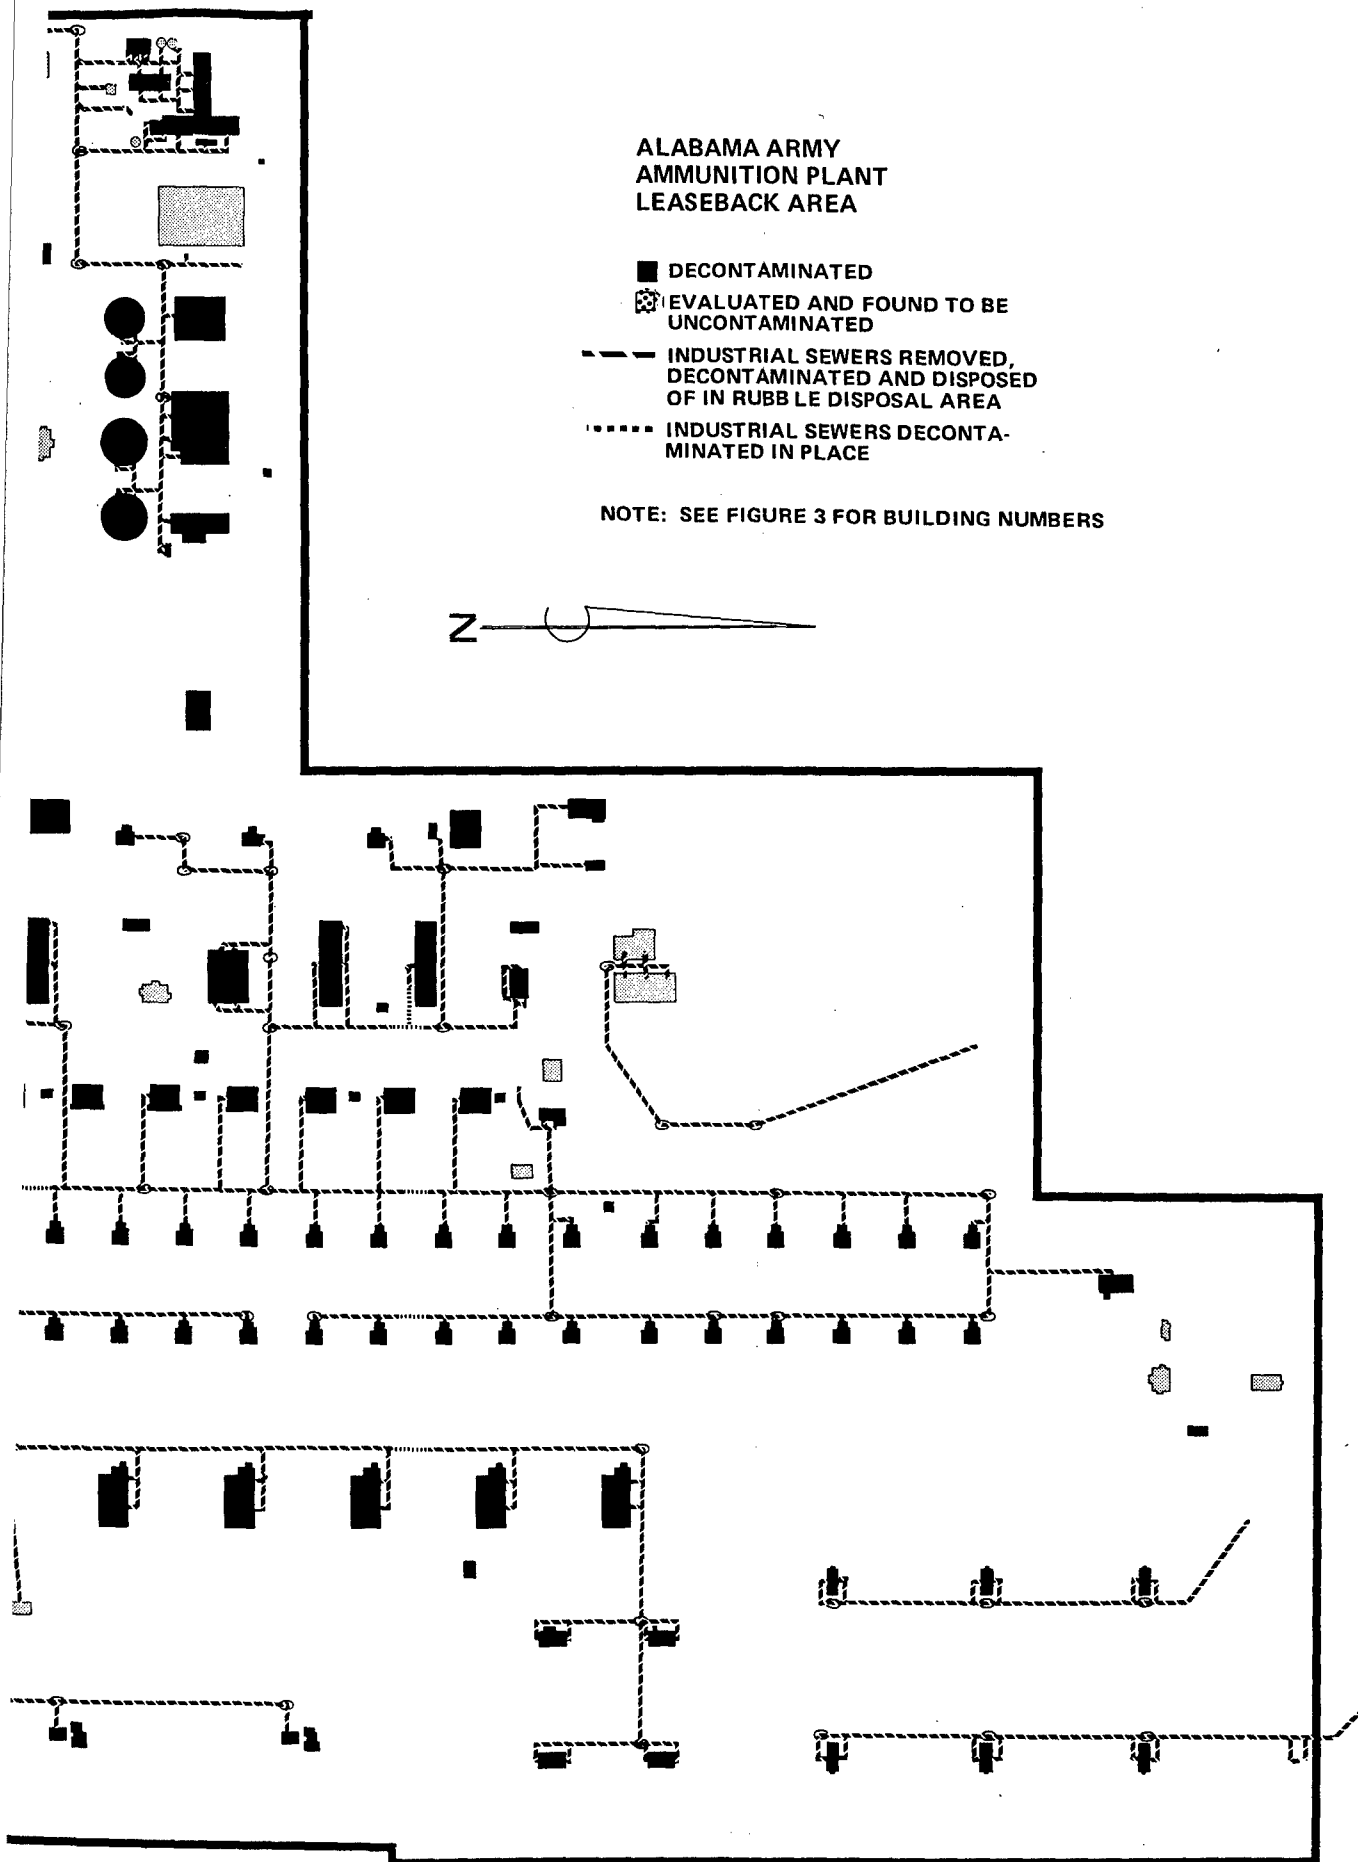 ALABAMA ARMY
AMMUNITION PLANT
LEASEBACK AREA
DECONTAMINATED
EVALUATED AND FOUND TO BE
UNCONTAMINATED
INDUSTRIAL SEWERS REMOVED,
DECONTAMINATED AND DISPOSED
OF IN RUBB LE DISPOSAL AREA
INDUSTRIAL SEWERS DECONTA-
MINATED IN PLACE
NOTE: SEE FIGURE 3 FOR BUILDING NUMBERS
N